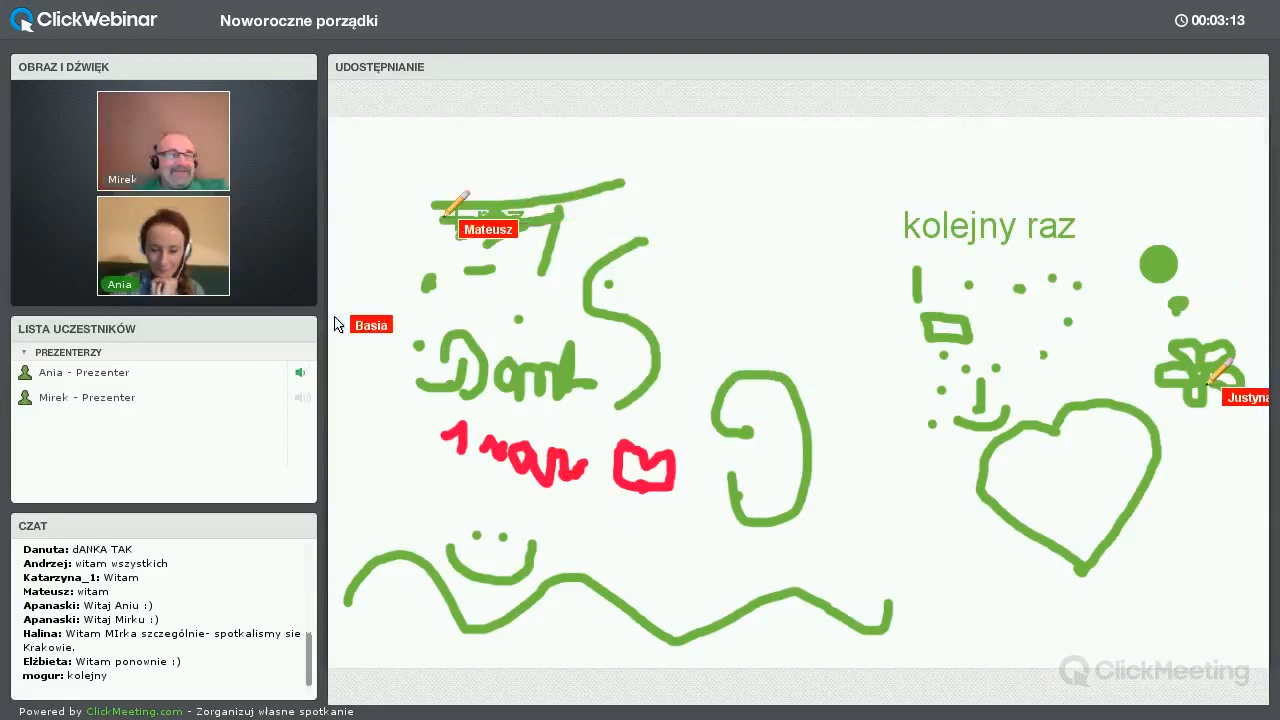 ClickWebinar
Noworoczne porządki
00:03:13
OBRAZ I DŹWIĘK
Mirek
Ania
LISTA UCZESTNIKÓW
PREZENTERZY
Ania - Prezenter
Mirek - Prezenter
CZAT
Danuta: dANKA TAK
Andrzej: witam wszystkich
Katarzyna_1: Witam
Mateusz: witam
Apanaski: Witaj Aniu :)
Apanaski: Witaj Mirku :)
Halina: Witam MIrka szczególnie- spotkalismy sie w
Krakowie.
Elżbieta: Witam ponownie :)
mogur: kolejny
Powered by ClickMeeting.com - Zorganizuj własne spotkanie
UDOSTĘPNIANIE
Mateusz
kolejny raz
Basia
1 raz
Justyna
ClickMeeting